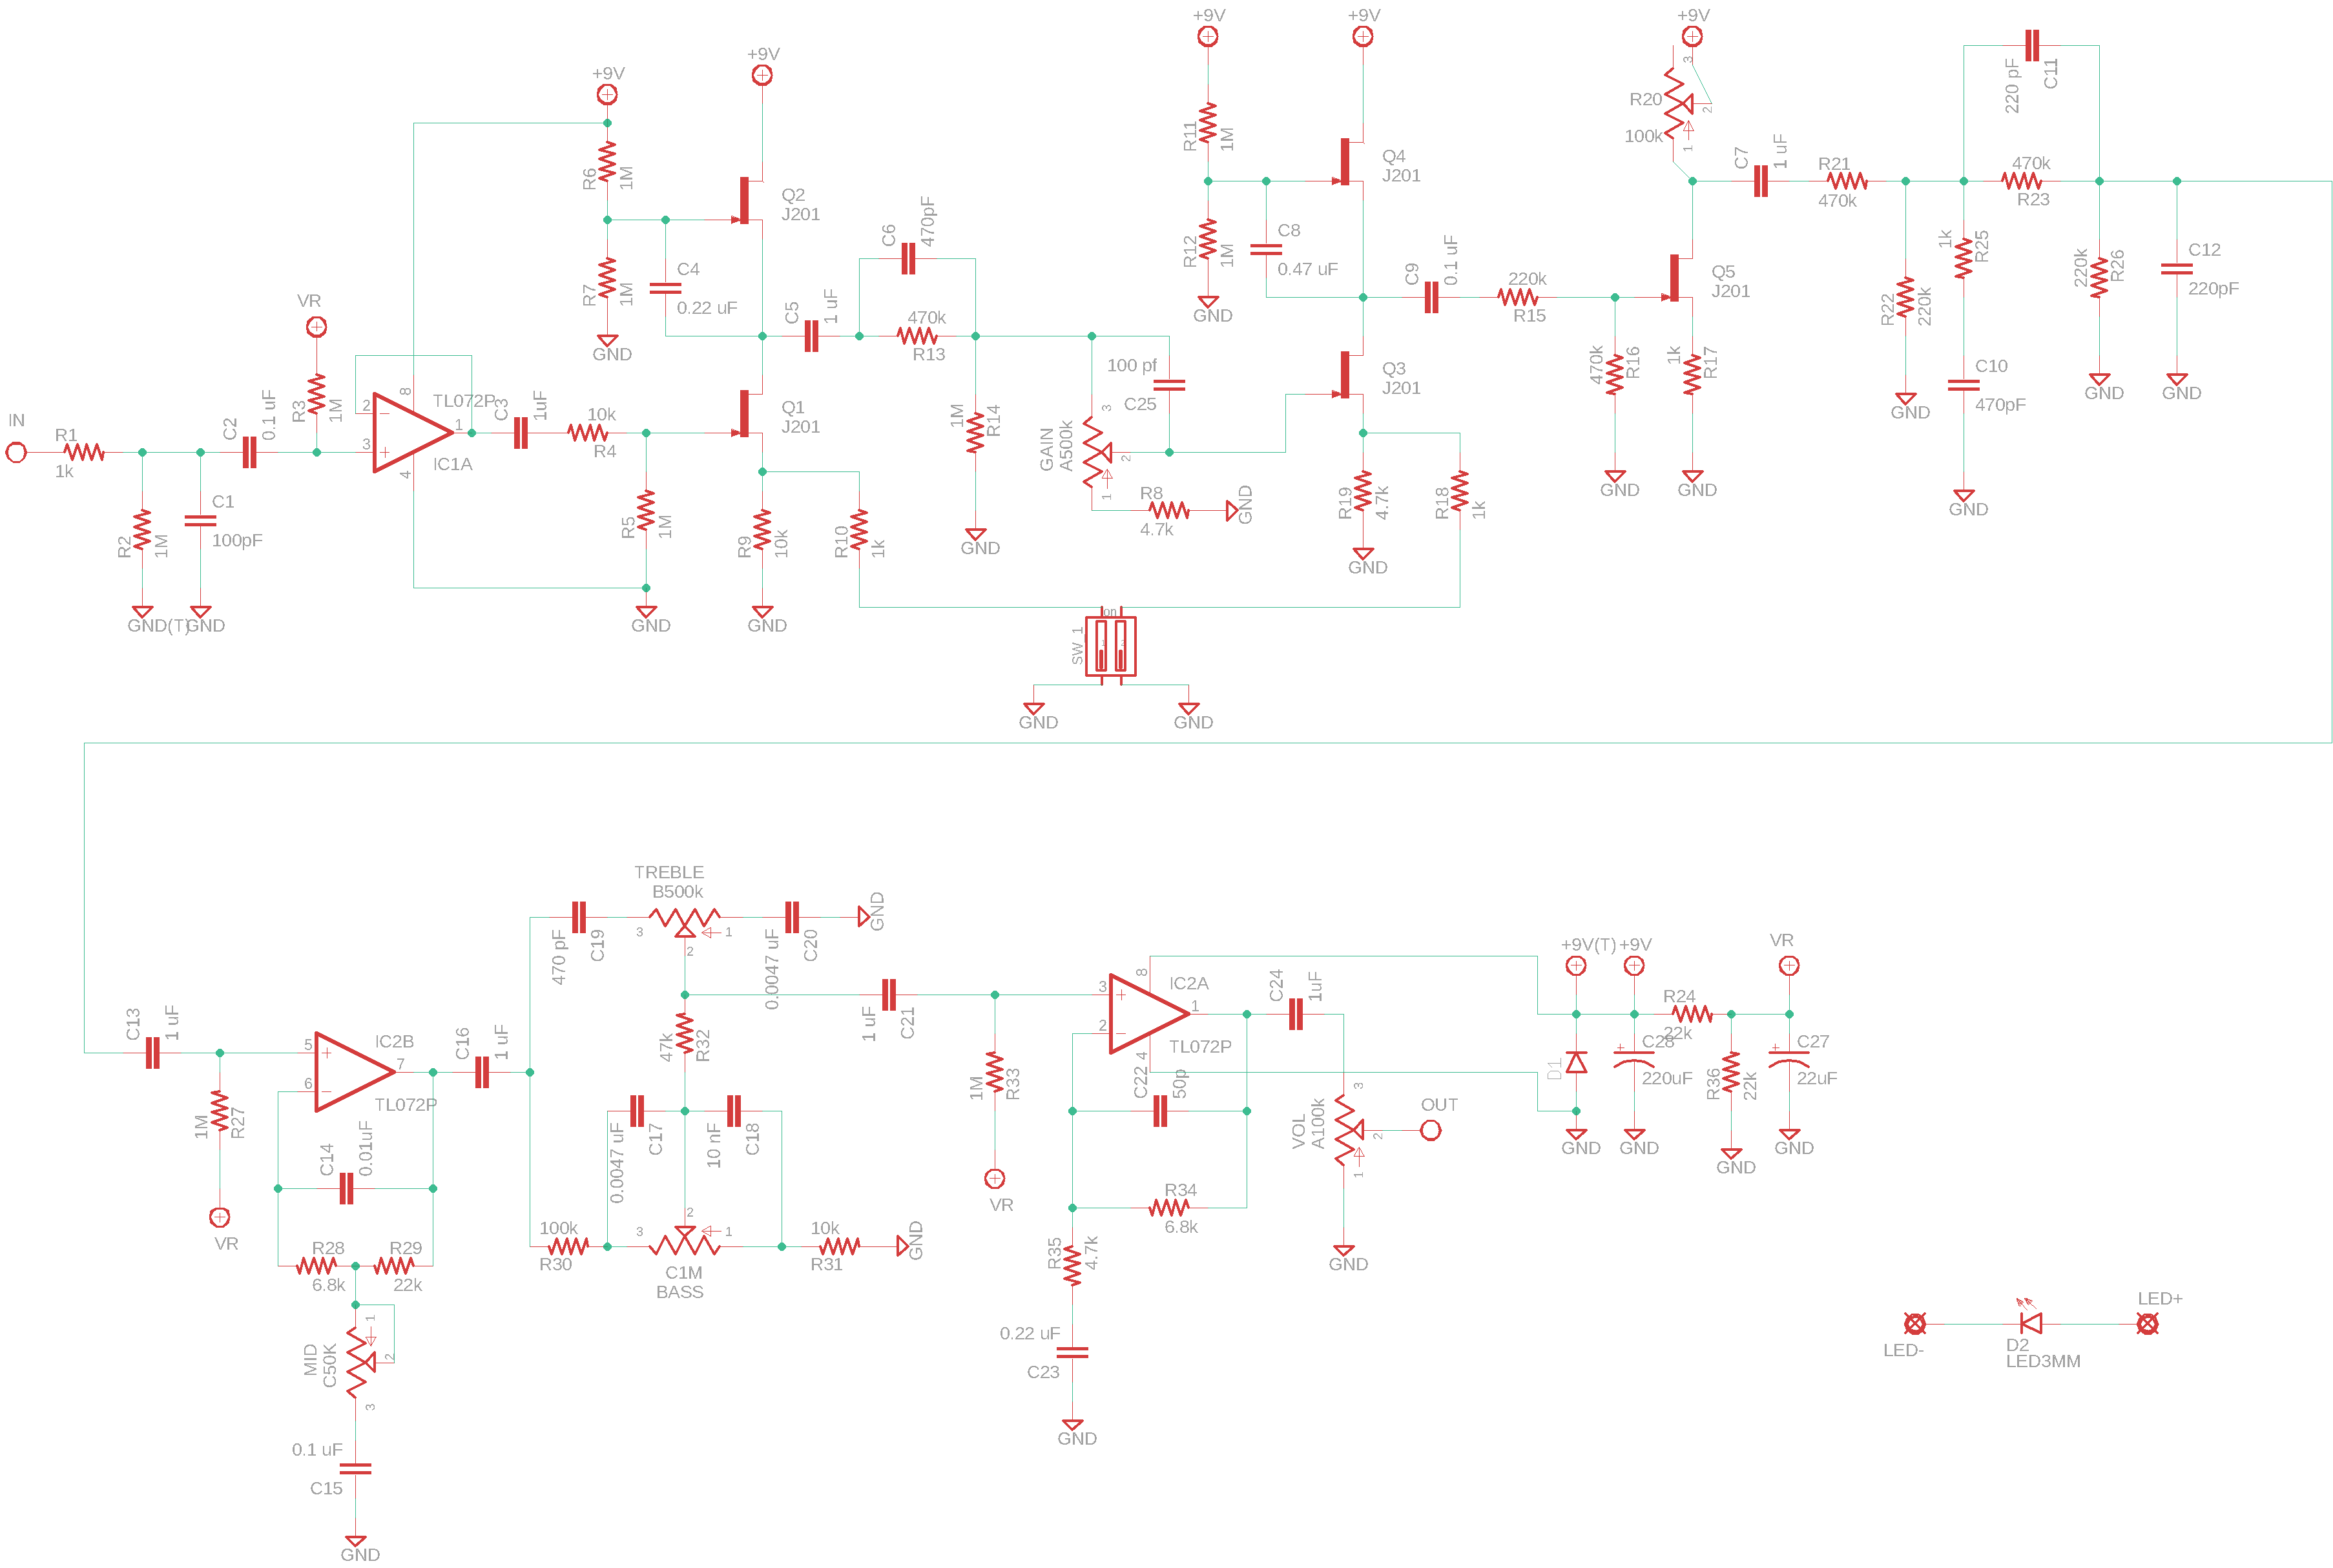 +9V
+9V
+9V
+9V
+9V
220 pF
C11
3
R20
100k
2
1
R6
1M
Q2
J201
R11
1M
Q4
J201
C7
1 uF
R21
470k
470k
R23
R7
1M
C4
0.22 uF
C6
470pF
R12
1M
C8
0.47 uF
C9
0.1 uF
220k
R15
Q5
J201
R22
220k
1k
R25
220k
R26
C12
220pF
GND
C5
1 uF
470k
R13
GND
Q3
J201
470k
R16
1k
R17
C10
470pF
GND
GND
GND
VR
R3
1M
8
2
3
1
4
TL072P
IC1A
C3
1uF
10k
R4
Q1
J201
100 pf
C25
1M
R14
GAIN
A500k
3
2
1
R8
4.7k
GND
GND
GND
GND
IN
R1
1k
C2
0.1 uF
R2
1M
C1
100pF
R5
1M
R9
10k
R10
1k
GND
R19
4.7k
R18
1k
GND
GND(T)
GND
GND
GND
on
SW_1
GND
GND
TREBLE
B500k
470 pF
C19
3
1
2
0.0047 uF
C20
GND
C13
1 uF
5
6
7
IC2B
TL072P
C16
1 uF
47k
R32
1 uF
C21
3
2
8
1
4
IC2A
TL072P
C24
1uF
+9V(T)
+9V
VR
R24
22k
D1
C28
220uF
R36
22k
C27
22uF
GND
GND
GND
GND
1M
R27
VR
C14
0.01uF
R28
6.8k
R29
22k
0.0047 uF
C17
10 nF
C18
100k
R30
3
2
1
C1M
BASS
10k
R31
GND
1M
R33
VR
C22
50p
R34
6.8k
R35
4.7k
VOL
A100k
3
2
1
OUT
GND
MID
C50K
1
2
3
0.1 uF
C15
GND
0.22 uF
C23
GND
LED-
D2
LED3MM
LED+